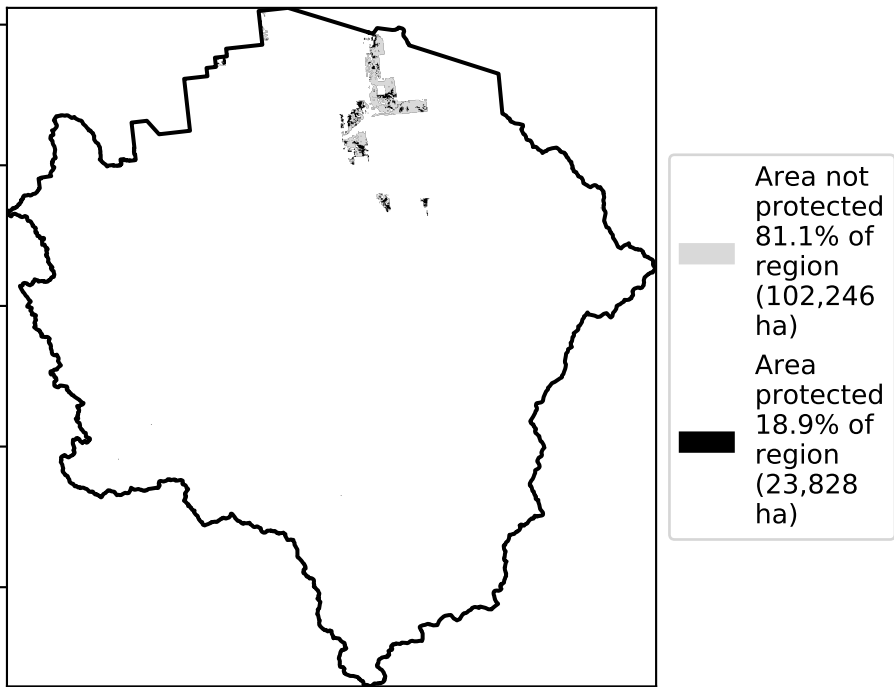 Area not
protected
81.1% of
region
(102,246
ha)
Area
protected
18.9% of
region
(23,828
ha)